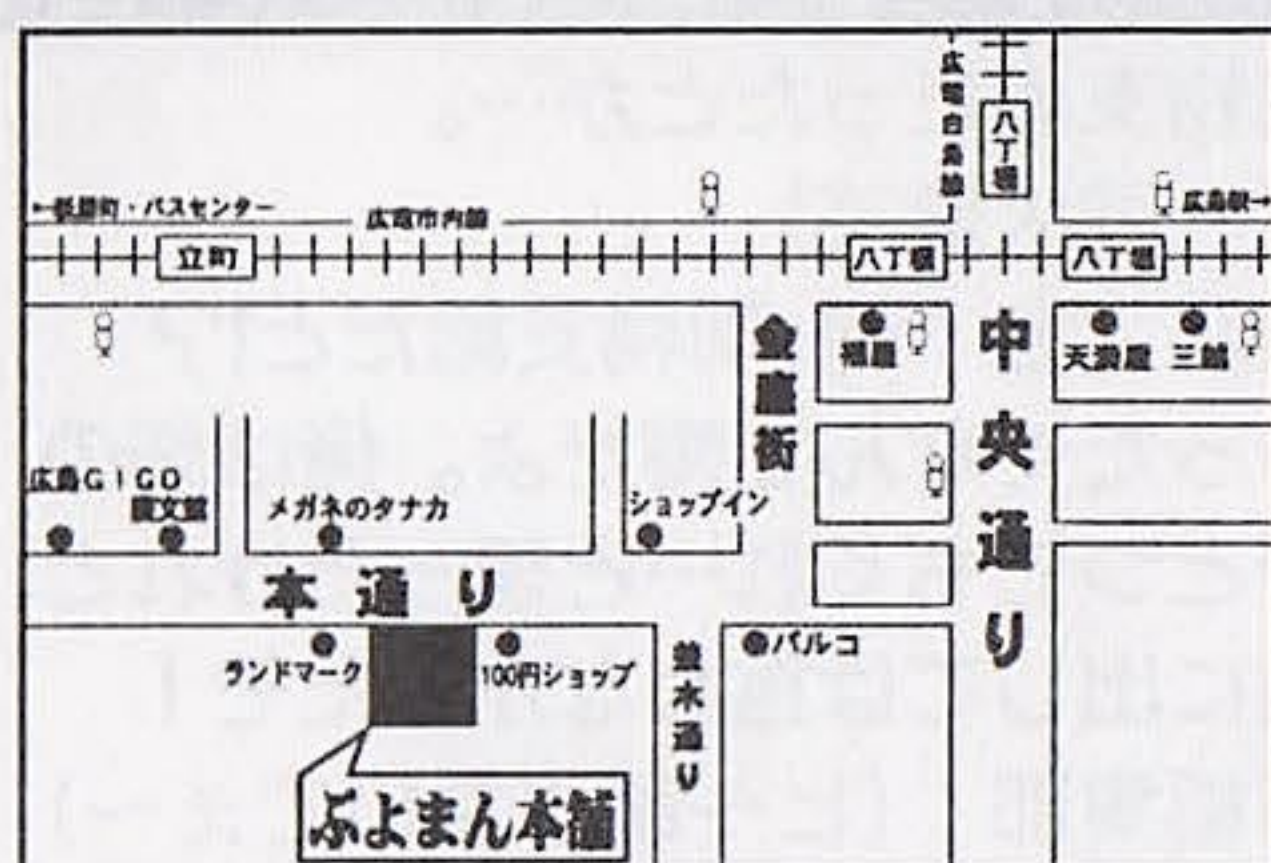 広電白島線
八丁堀
←紙屋町・バスセンター
広電市内線
広島駅→
立町
八丁堀
八丁堀
金座街
福屋
中央通り
天満屋
三越
広島GIGO
廣文館
メガネのタナカ
ショップイン
本通り
ランドマーク
100円ショップ
並木通り
パルコ
ぷよまん本舗